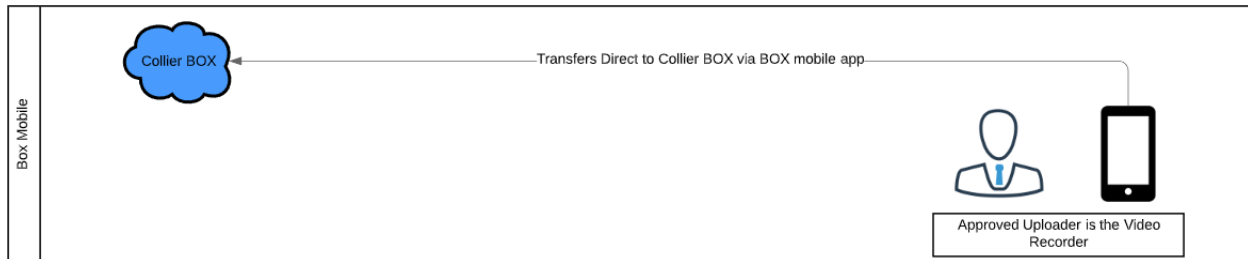 Box Mobile
Collier BOX
Transfers Direct to Collier BOX via BOX mobile app
Approved Uploader is the Video
Recorder